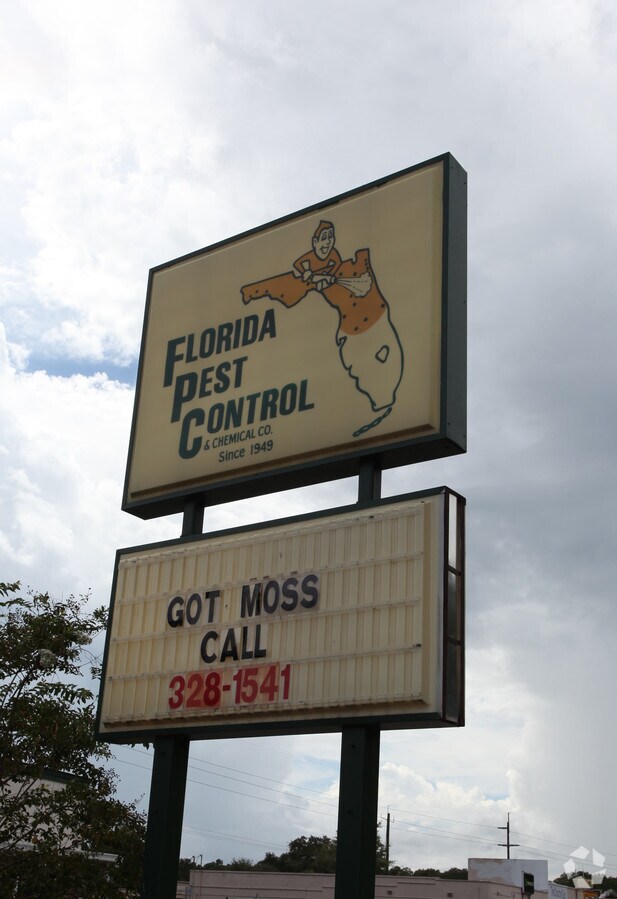 FLORIDA
PEST
CONTROL
& CHEMICAL CO.
Since 1949
GOT MOSS
CALL
328-1541